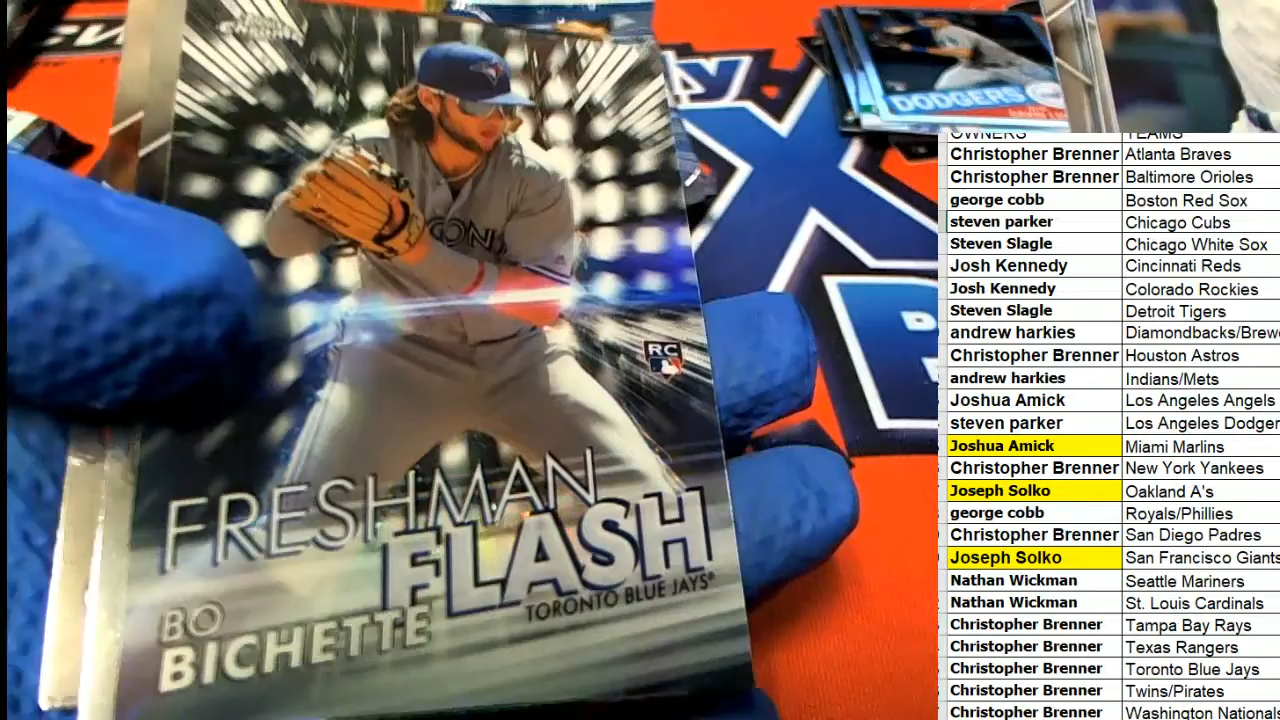 FRESHMAN
FLASH
BO
BICHETTE
TORONTO BLUE JAYS
RC
DODGERS
OWNERS TEAMS
Christopher Brenner Atlanta Braves
Christopher Brenner Baltimore Orioles
george cobb Boston Red Sox
steven parker Chicago Cubs
Steven Slagle Chicago White Sox
Josh Kennedy Cincinnati Reds
Josh Kennedy Colorado Rockies
Steven Slagle Detroit Tigers
andrew harkies Diamondbacks/Brewe
Christopher Brenner Houston Astros
andrew harkies Indians/Mets
Joshua Amick Los Angeles Angels
steven parker Los Angeles Dodger
Joshua Amick Miami Marlins
Christopher Brenner New York Yankees
Joseph Solko Oakland A's
george cobb Royals/Phillies
Christopher Brenner San Diego Padres
Joseph Solko San Francisco Giants
Nathan Wickman Seattle Mariners
Nathan Wickman St. Louis Cardinals
Christopher Brenner Tampa Bay Rays
Christopher Brenner Texas Rangers
Christopher Brenner Toronto Blue Jays
Christopher Brenner Twins/Pirates
Christopher Brenner Washington Nationals